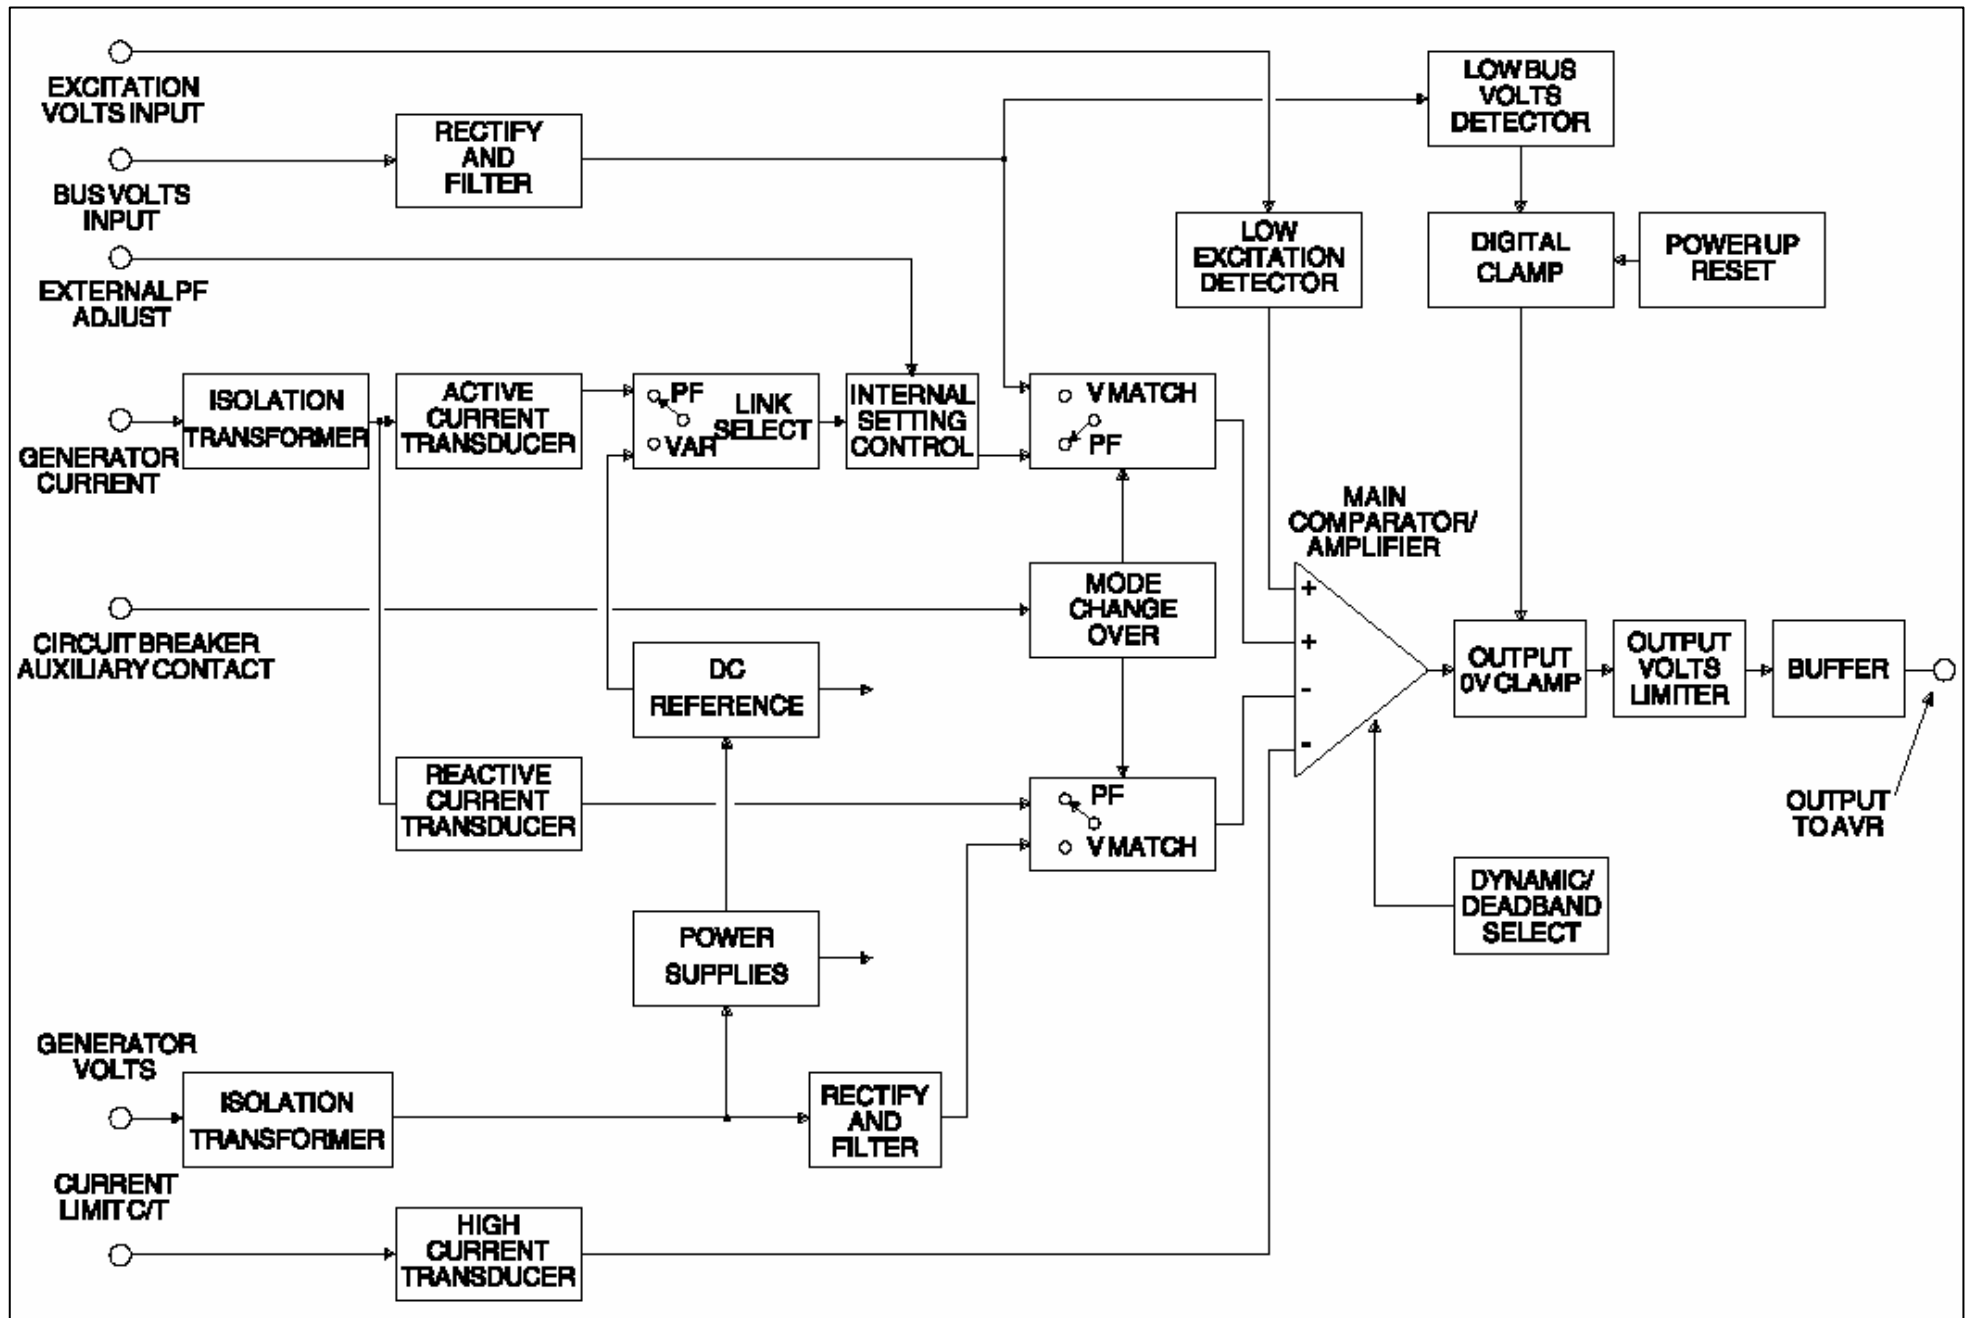 EXCITATION
VOLTS INPUT
BUS VOLTS
INPUT
EXTERNAL PF
ADJUST
GENERATOR
CURRENT
CIRCUIT BREAKER
AUXILIARY CONTACT
GENERATOR
VOLTS
CURRENT
LIMIT C/T
RECTIFY
AND
FILTER
LOW BUS
VOLTS
DETECTOR
LOW
EXCITATION
DETECTOR
DIGITAL
CLAMP
POWER UP
RESET
ISOLATION
TRANSFORMER
ACTIVE
CURRENT
TRANSDUCER
PF
LINK
SELECT
VAR
INTERNAL
SETTING
CONTROL
V MATCH
PF
MODE
CHANGE
OVER
MAIN
COMPARATOR/
AMPLIFIER
+
+
-
-
DC
REFERENCE
OUTPUT
0V CLAMP
OUTPUT
VOLTS
LIMITER
BUFFER
OUTPUT
TO AVR
REACTIVE
CURRENT
TRANSDUCER
PF
V MATCH
DYNAMIC/
DEADBAND
SELECT
POWER
SUPPLIES
ISOLATION
TRANSFORMER
RECTIFY
AND
FILTER
HIGH
CURRENT
TRANSDUCER